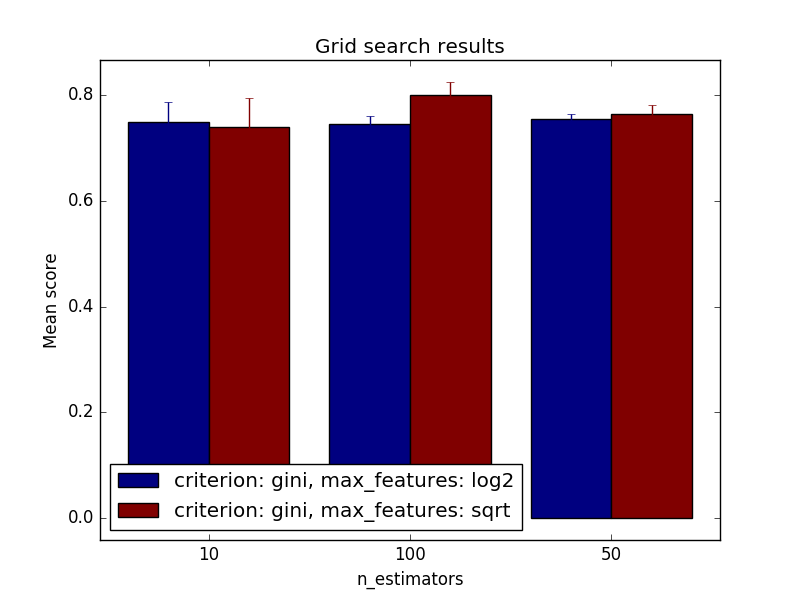 Grid search results
Mean score
0.8
0.6
0.4
0.2
0.0
criterion: gini, max_features: log2
criterion: gini, max_features: sqrt
10 100 50
n_estimators